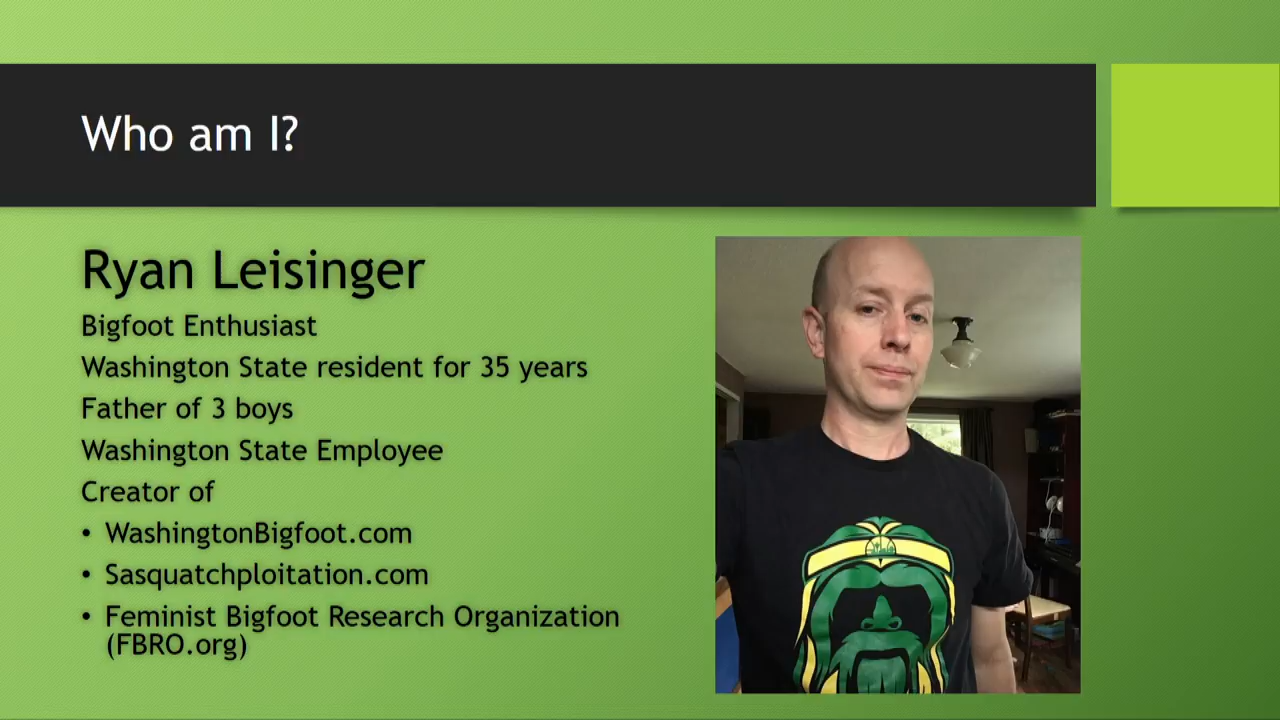 Who am I?
Ryan Leisinger
Bigfoot Enthusiast
Washington State resident for 35 years
Father of 3 boys
Washington State Employee
Creator of
• WashingtonBigfoot.com
• Sasquatchploitation.com
• Feminist Bigfoot Research Organization
(FBRO.org)